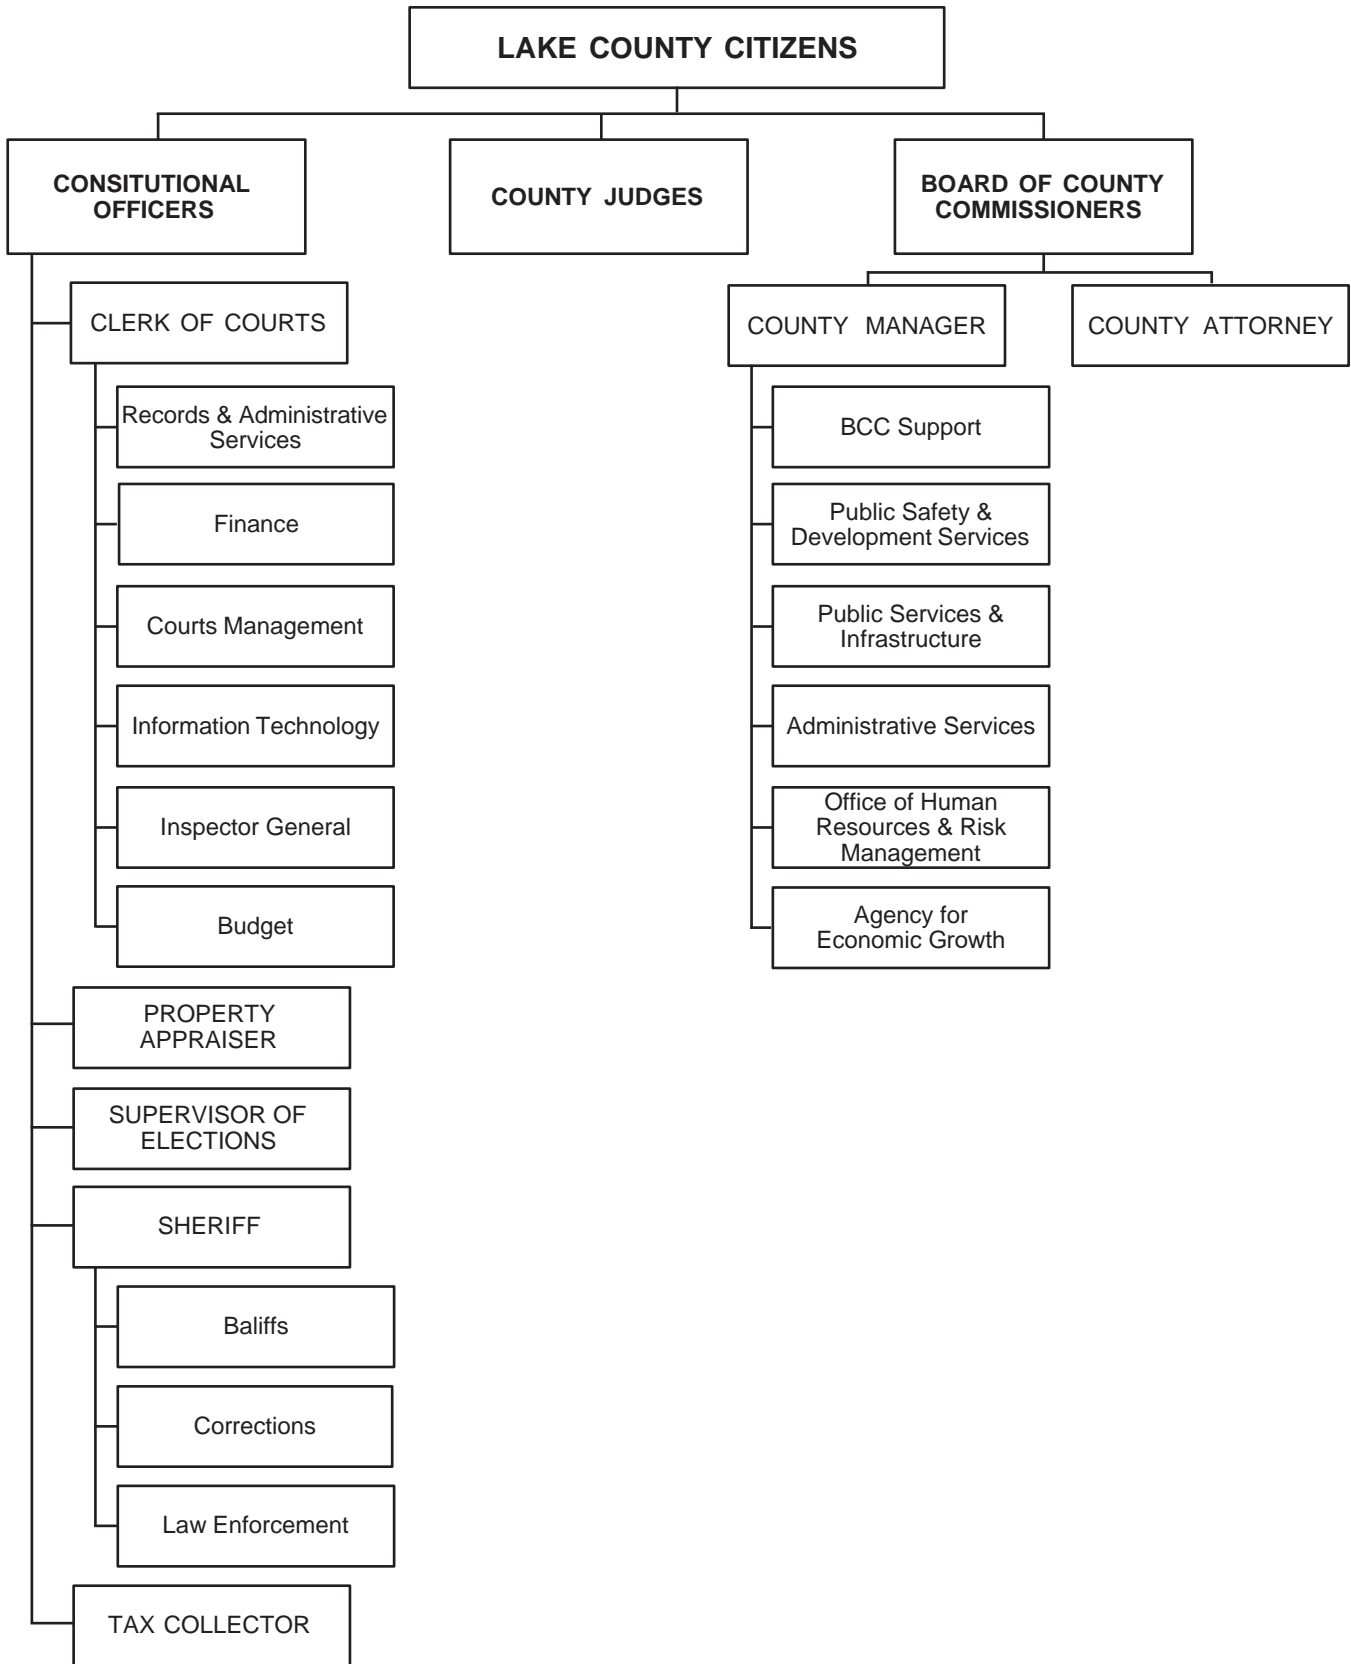 LAKE COUNTY CITIZENS
CONSITUTIONAL
OFFICERS
COUNTY JUDGES
BOARD OF COUNTY
COMMISSIONERS
CLERK OF COURTS
Records & Administrative
Services
Finance
Courts Management
Information Technology
Inspector General
Budget
PROPERTY
APPRAISER
SUPERVISOR OF
ELECTIONS
SHERIFF
Baliffs
Corrections
Law Enforcement
TAX COLLECTOR
COUNTY MANAGER
COUNTY ATTORNEY
BCC Support
Public Safety &
Development Services
Public Services &
Infrastructure
Administrative Services
Office of Human
Resources & Risk
Management
Agency for
Economic Growth